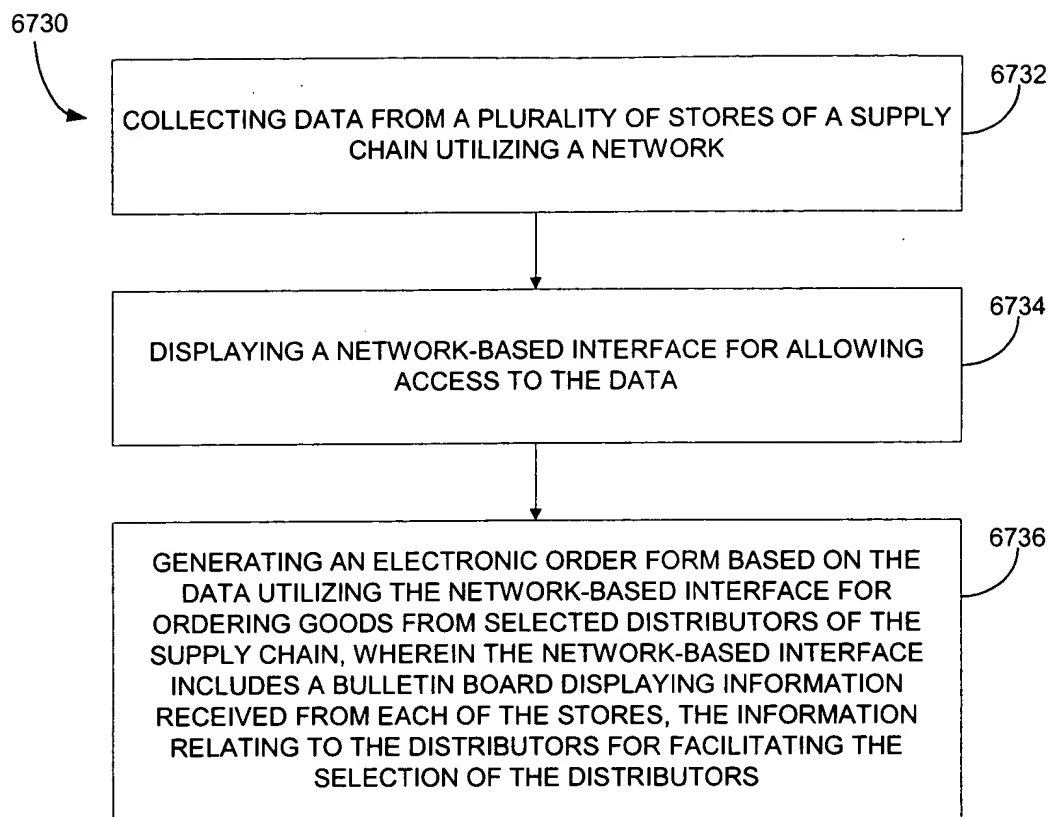 6730
6732
COLLECTING DATA FROM A PLURALITY OF STORES OF A SUPPLY
CHAIN UTILIZING A NETWORK
6734
DISPLAYING A NETWORK-BASED INTERFACE FOR ALLOWING
ACCESS TO THE DATA
6736
GENERATING AN ELECTRONIC ORDER FORM BASED ON THE
DATA UTILIZING THE NETWORK-BASED INTERFACE FOR
ORDERING GOODS FROM SELECTED DISTRIBUTORS OF THE
SUPPLY CHAIN, WHEREIN THE NETWORK-BASED INTERFACE
INCLUDES A BULLETIN BOARD DISPLAYING INFORMATION
RECEIVED FROM EACH OF THE STORES, THE INFORMATION
RELATING TO THE DISTRIBUTORS FOR FACILITATING THE
SELECTION OF THE DISTRIBUTORS